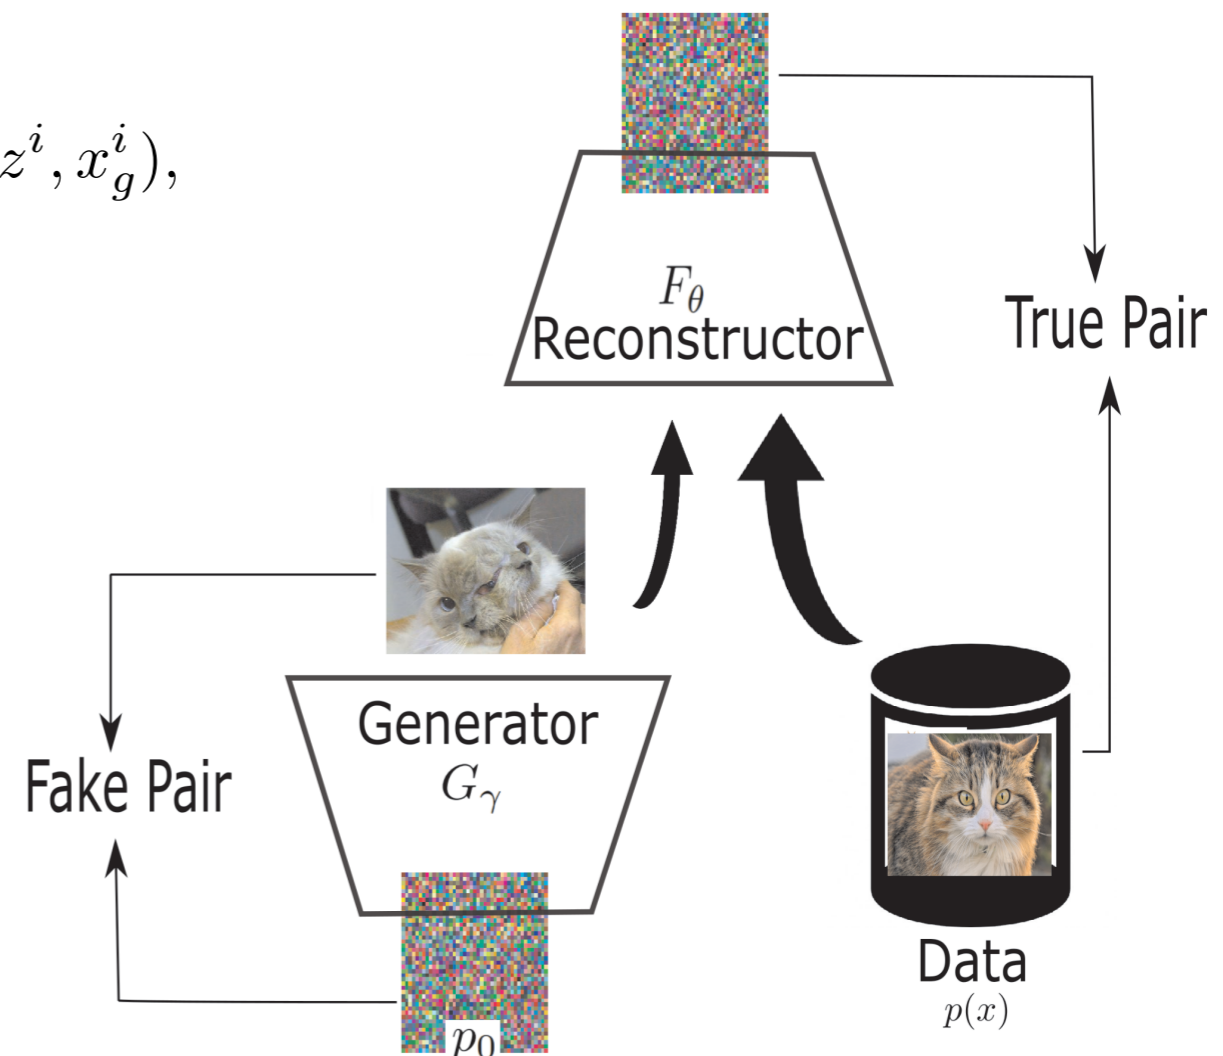 z^i, x_g^i),
F_θ
Reconstructor
True Pair
Generator
G_γ
Fake Pair
p_0
Data
p(x)